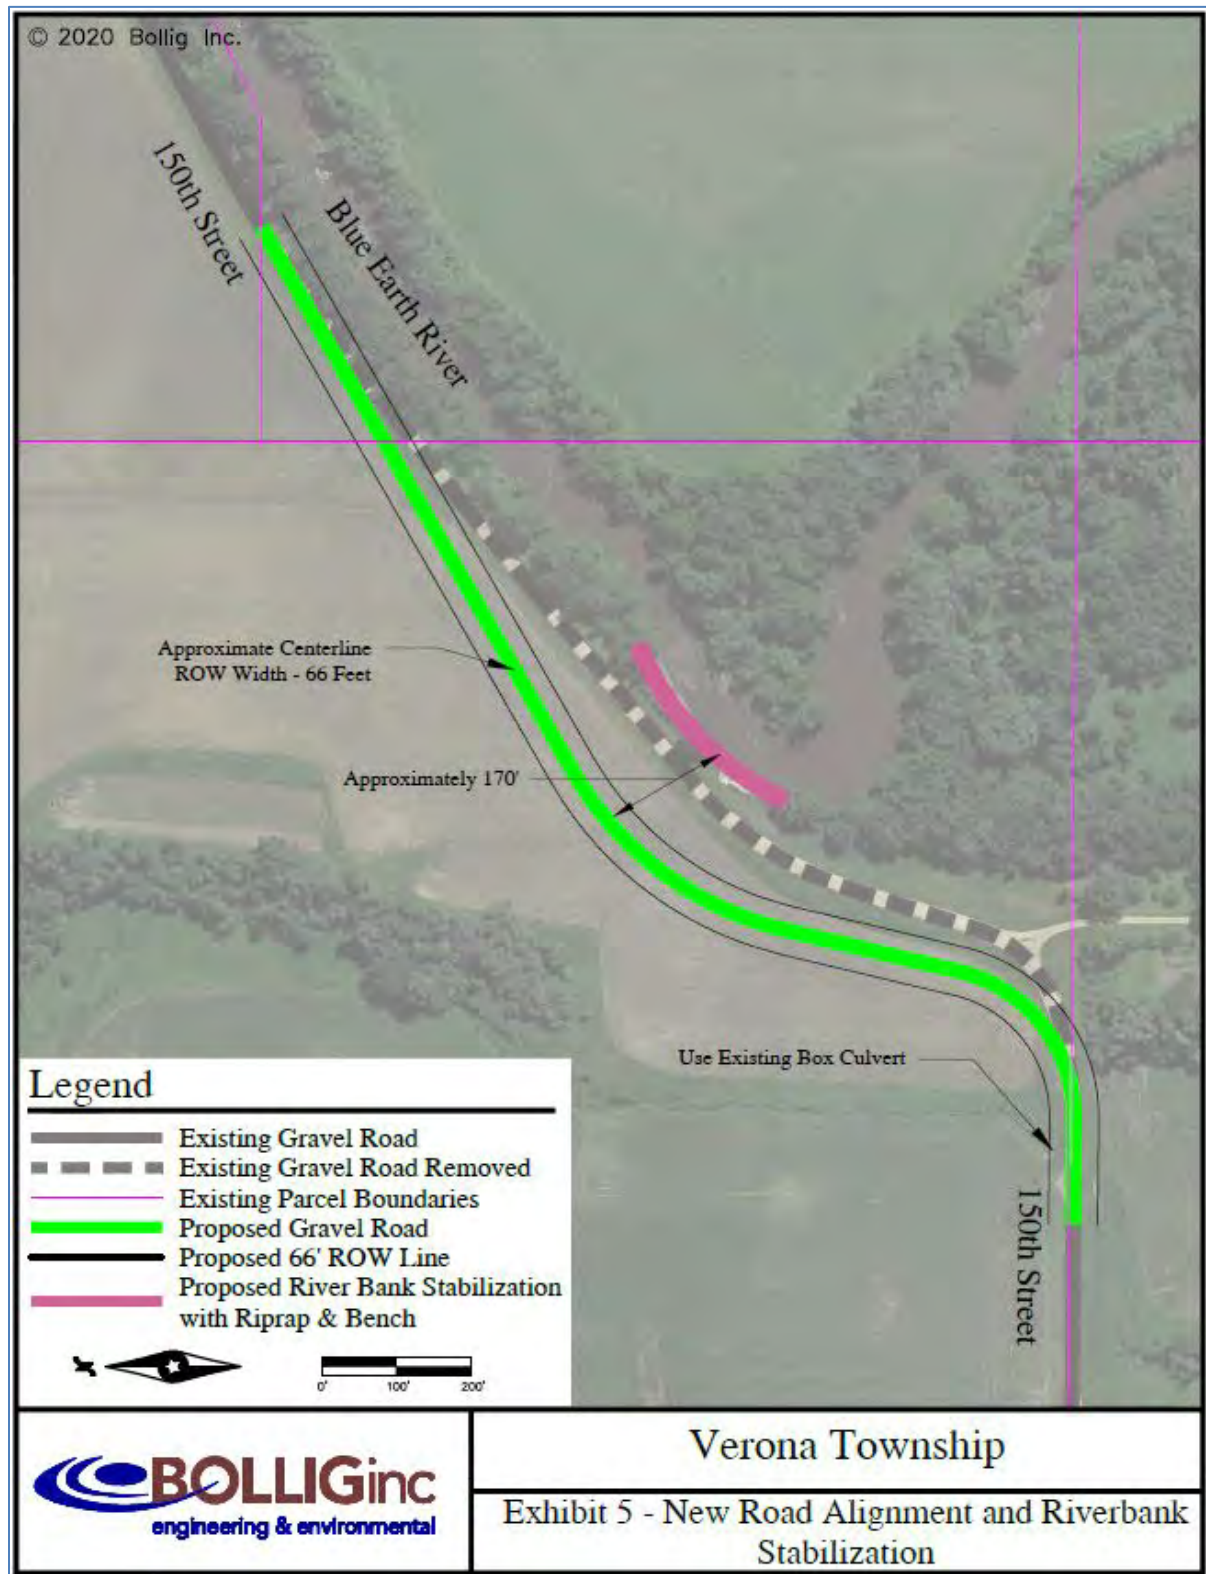 © 2020 Bollig Inc.
150th Street
Blue Earth River
Approximate Centerline
ROW Width - 66 Feet
Approximately 170'
Use Existing Box Culvert
150th Street
Legend
Existing Gravel Road
Existing Gravel Road Removed
Existing Parcel Boundaries
Proposed Gravel Road
Proposed 66' ROW Line
Proposed River Bank Stabilization
with Riprap & Bench
0' 100' 200'
BOLLIGinc
engineering & environmental
Verona Township
Exhibit 5 - New Road Alignment and Riverbank
Stabilization